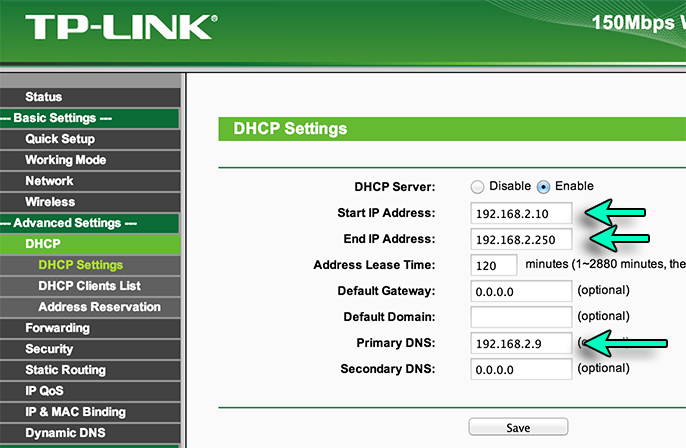 TP-LINK®
150Mbps
Status
--- Basic Settings ---
Quick Setup
Working Mode
Network
Wireless
--- Advanced Settings ---
DHCP
DHCP Settings
DHCP Clients List
Address Reservation
Forwarding
Security
Static Routing
IP QoS
IP & MAC Binding
Dynamic DNS
DHCP Settings
DHCP Server: Disable Enable
Start IP Address: 192.168.2.10
End IP Address: 192.168.2.250
Address Lease Time: 120 minutes (1~2880 minutes, the
Default Gateway: 0.0.0.0 (optional)
Default Domain: (optional)
Primary DNS: 192.168.2.9
Secondary DNS: 0.0.0.0 (optional)
Save